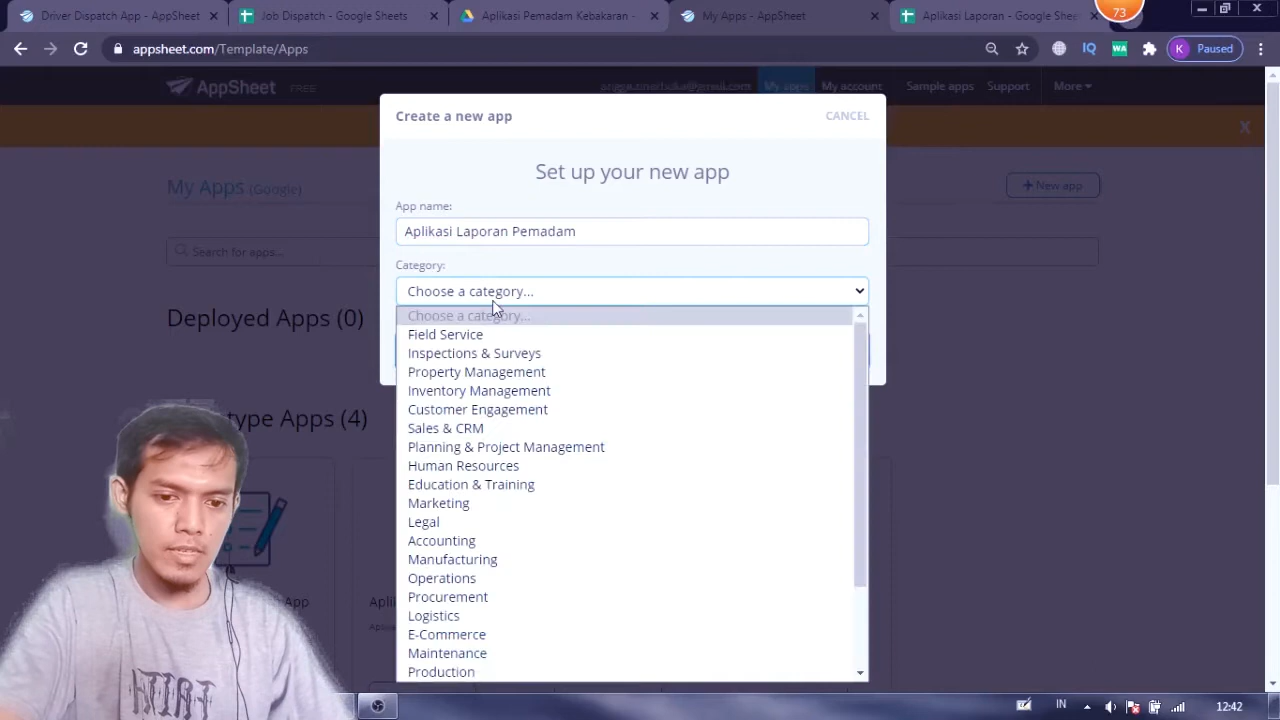 Driver Dispatch App - AppSheet
Job Dispatch - Google Sheets
Aplikasi Pemadam Kebakaran -
My Apps - AppSheet
Aplikasi Laporan - Google She
73
appsheet.com/Template/Apps
IQ
WA
K
Paused
AppSheet
FREE
My apps
My account
Sample apps
Support
More
Create a new app
CANCEL
X
Set up your new app
My Apps (Google)
+ New app
App name:
Aplikasi Laporan Pemadam
Search for apps...
Category:
Choose a category...
Deployed Apps (0)
Choose a category...
Field Service
Inspections & Surveys
Property Management
Inventory Management
Customer Engagement
type Apps (4)
Sales & CRM
Planning & Project Management
Human Resources
Education & Training
Marketing
Legal
Accounting
Manufacturing
Operations
Procurement
Logistics
E-Commerce
Maintenance
Production
App
IN
12:42